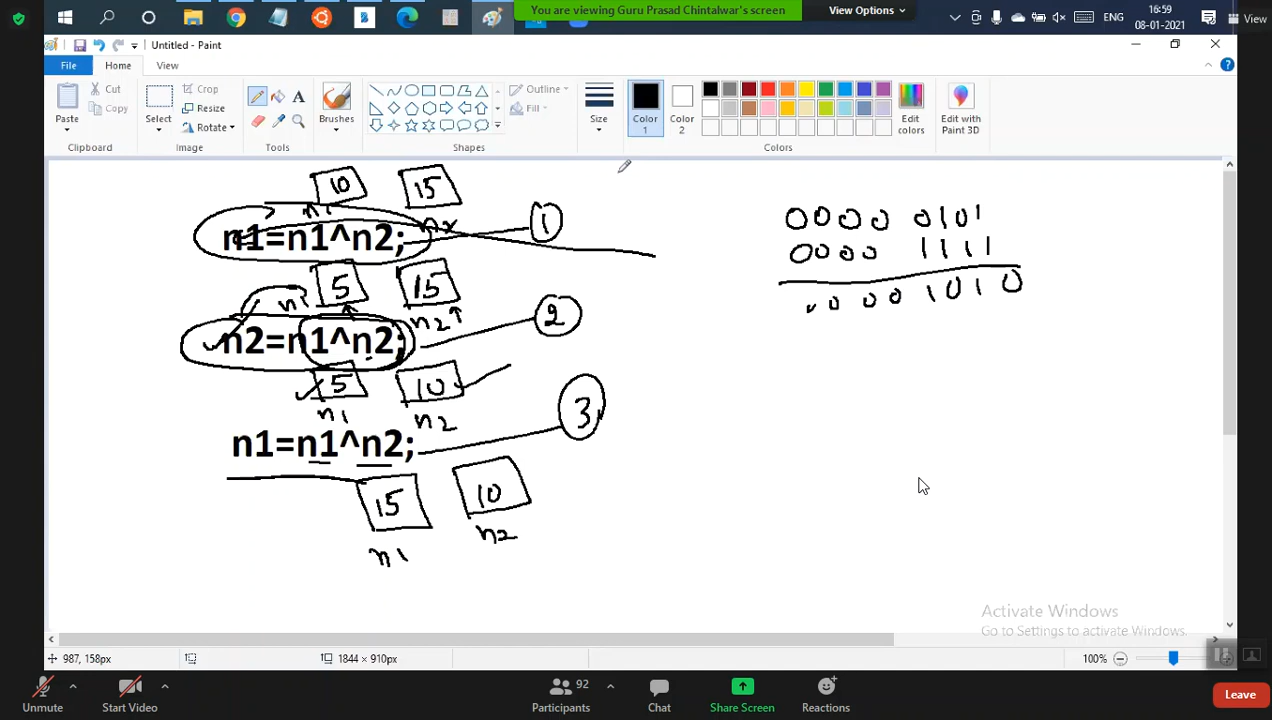 You are viewing Guru Prasad Chintalwar's screen
View Options
ENG
16:59
08-01-2021
View
Untitled - Paint
File
Home
View
Paste
Cut
Copy
Clipboard
Select
Crop
Resize
Rotate
Image
Tools
Brushes
Shapes
Outline
Fill
Size
Color 1
Color 2
Colors
Edit colors
Edit with Paint 3D
10 15
n1 n2
n1=n1^n2; 1
5 15
n1 n2
n2=n1^n2; 2
5 10
n1 n2
n1=n1^n2; 3
15 10
n1 n2
0000 0101
0000 1111
0000 1010
Activate Windows
Go to Settings to activate Windows.
987, 158px
1844 × 910px
100%
Unmute
Start Video
92
Participants
Chat
Share Screen
Reactions
Leave